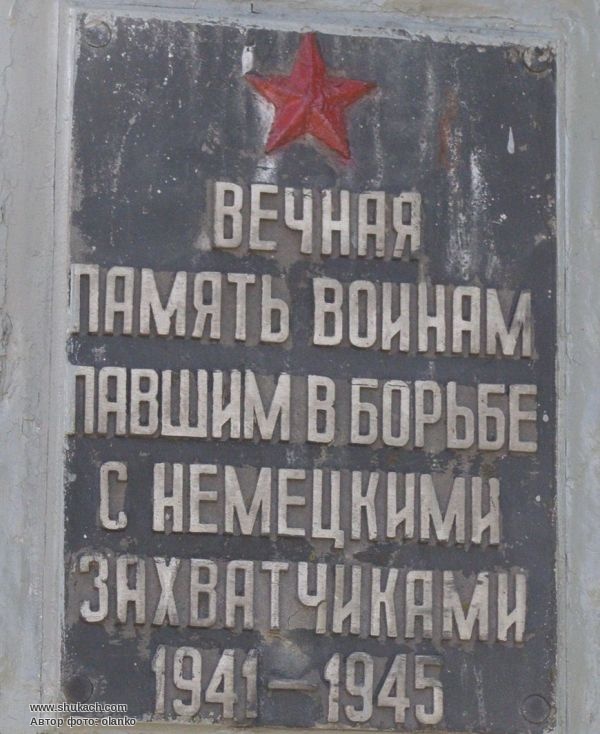 ВЕЧНАЯ
ПАМЯТЬ ВОИНАМ
ПАВШИМ В БОРЬБЕ
С НЕМЕЦКИМИ
ЗАХВАТЧИКАМИ
1941-1945
www.shukach.com
Автор фото: olanko